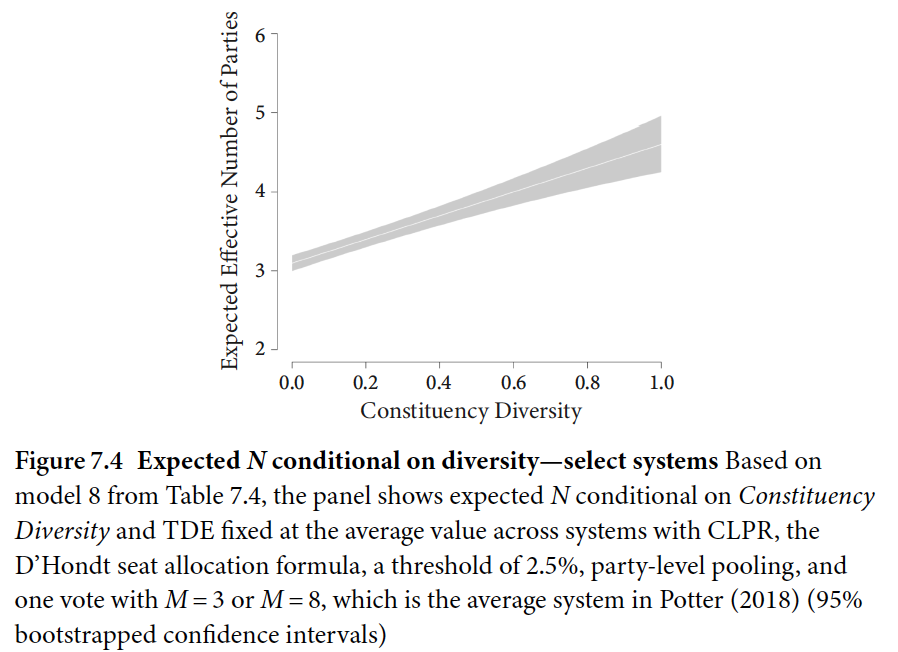 Expected Effective Number of Parties
6
5
4
3
2
0.0 0.2 0.4 0.6 0.8 1.0
Constituency Diversity
Figure 7.4 Expected N conditional on diversity—select systems Based on
model 8 from Table 7.4, the panel shows expected N conditional on Constituency
Diversity and TDE fixed at the average value across systems with CLPR, the
D’Hondt seat allocation formula, a threshold of 2.5%, party-level pooling, and
one vote with M = 3 or M = 8, which is the average system in Potter (2018) (95%
bootstrapped confidence intervals)